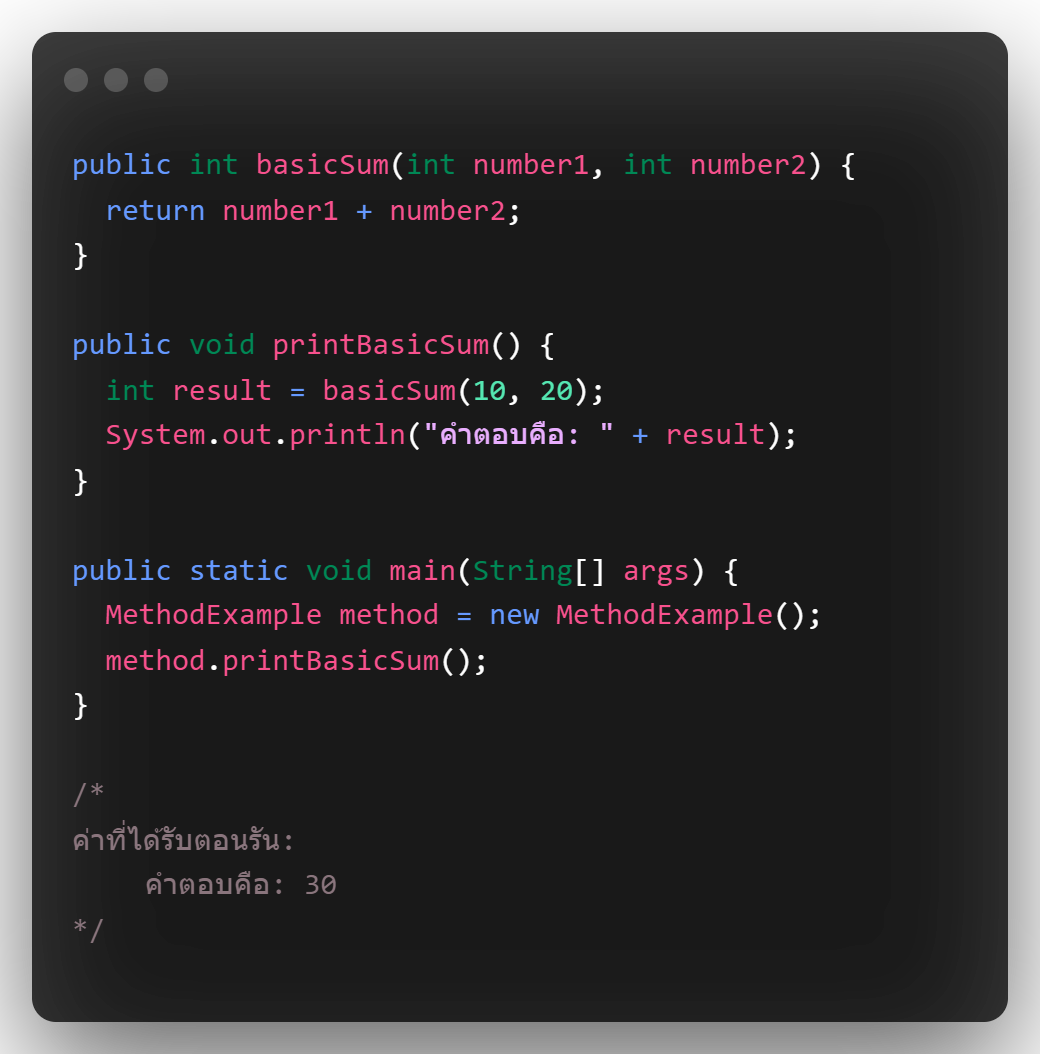 public int basicSum(int number1, int number2) {
  return number1 + number2;
}

public void printBasicSum() {
  int result = basicSum(10, 20);
  System.out.println("คำตอบคือ: " + result);
}

public static void main(String[] args) {
  MethodExample method = new MethodExample();
  method.printBasicSum();
}

/*
ค่าที่ได้รับตอนรัน:
    คำตอบคือ: 30
*/